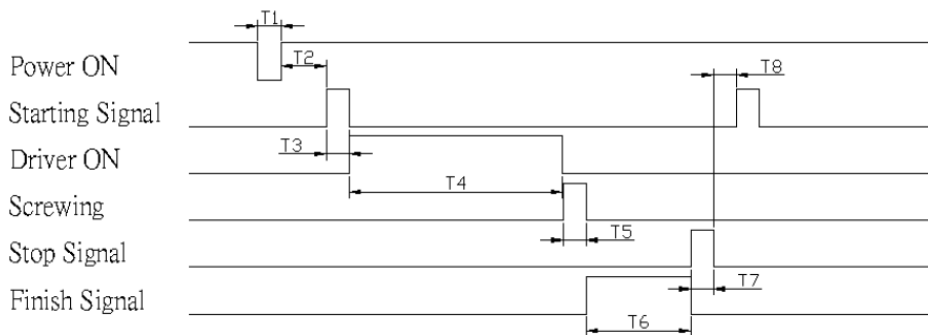 T1
Power ON
T2
T8
Starting Signal
T3
Driver ON
T4
Screwing
T5
Stop Signal
T7
Finish Signal
T6